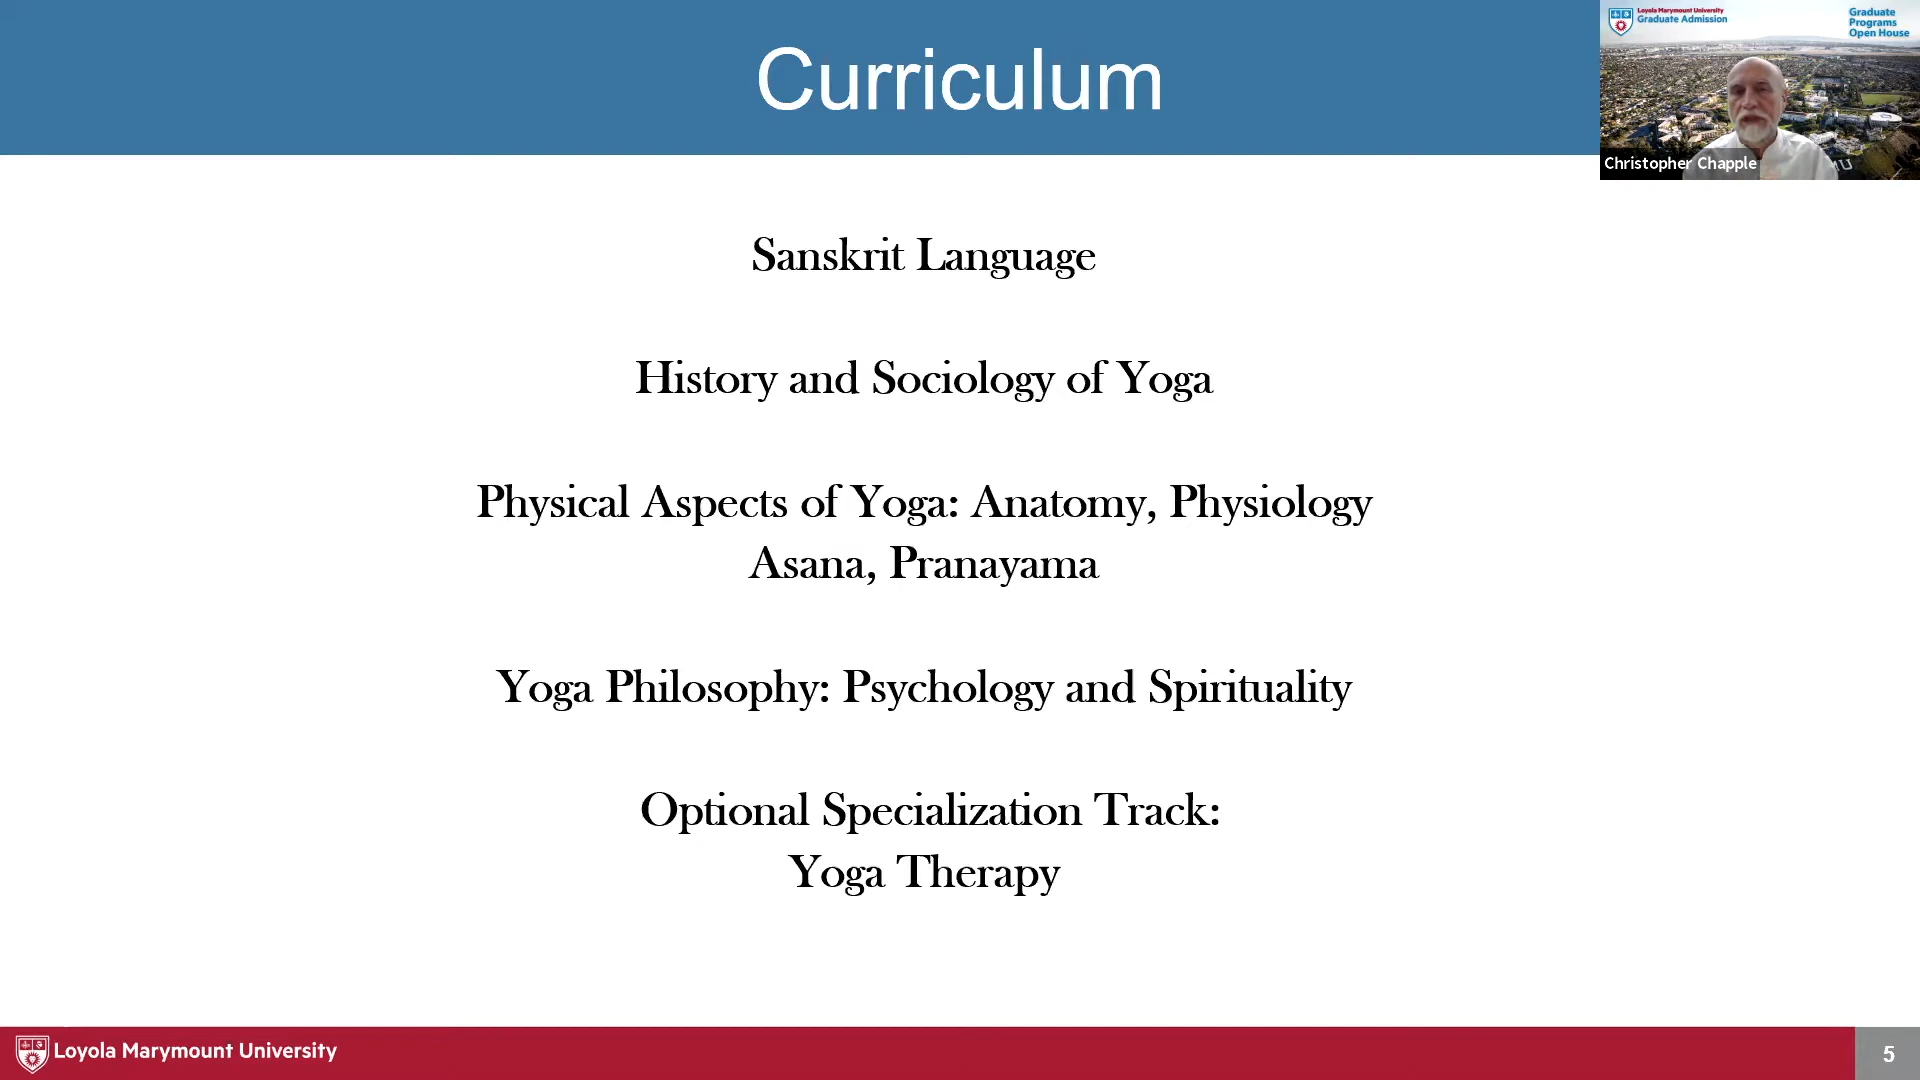 Curriculum
Loyola Marymount University
Graduate Admission
Graduate
Programs
Open House
Christopher Chapple
Sanskrit Language
History and Sociology of Yoga
Physical Aspects of Yoga: Anatomy, Physiology
Asana, Pranayama
Yoga Philosophy: Psychology and Spirituality
Optional Specialization Track:
Yoga Therapy
Loyola Marymount University
5